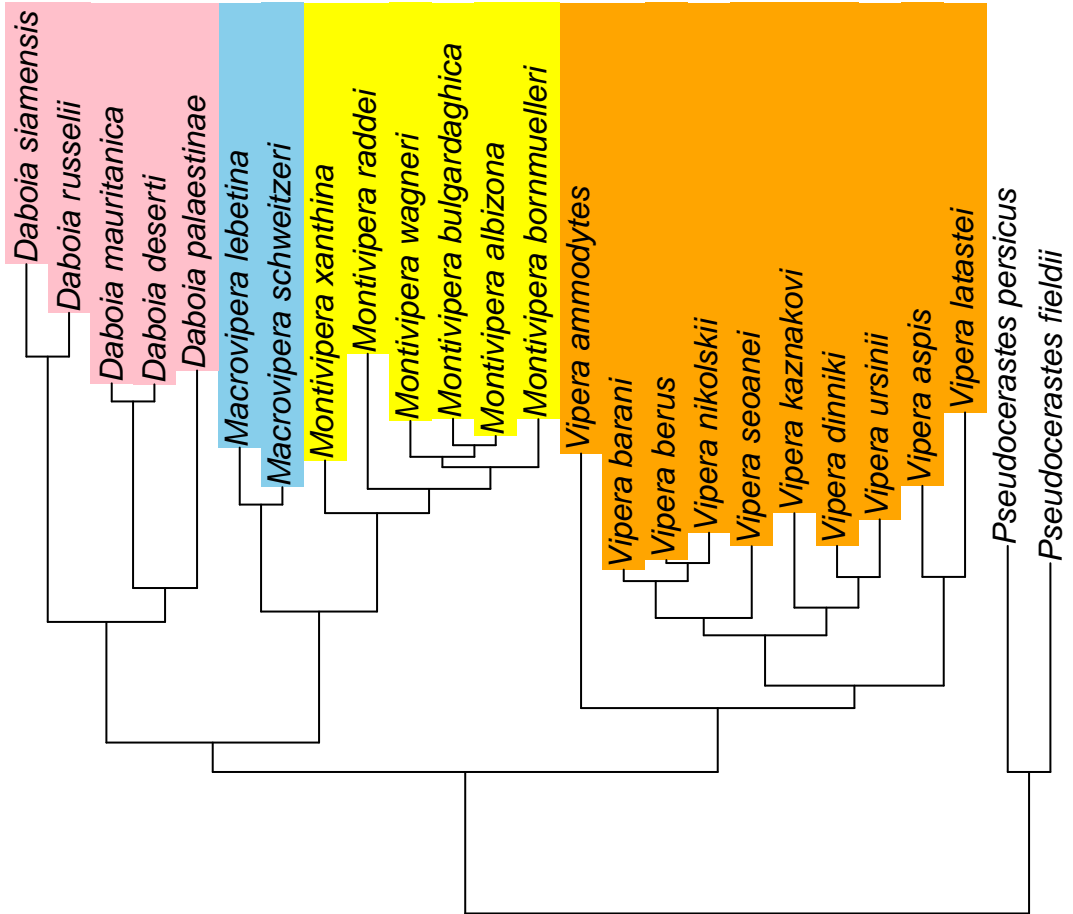 Daboia siamensis
Daboia russelii
Daboia mauritanica
Daboia deserti
Daboia palaestinae
Macrovipera lebetina
Macrovipera schweitzeri
Montivipera xanthina
Montivipera raddei
Montivipera wagneri
Montivipera bulgardaghica
Montivipera albizona
Montivipera bornmuelleri
Vipera ammodytes
Vipera barani
Vipera berus
Vipera nikolskii
Vipera seoanei
Vipera kaznakovi
Vipera dinniki
Vipera ursinii
Vipera aspis
Vipera latastei
Pseudocerastes persicus
Pseudocerastes fieldii